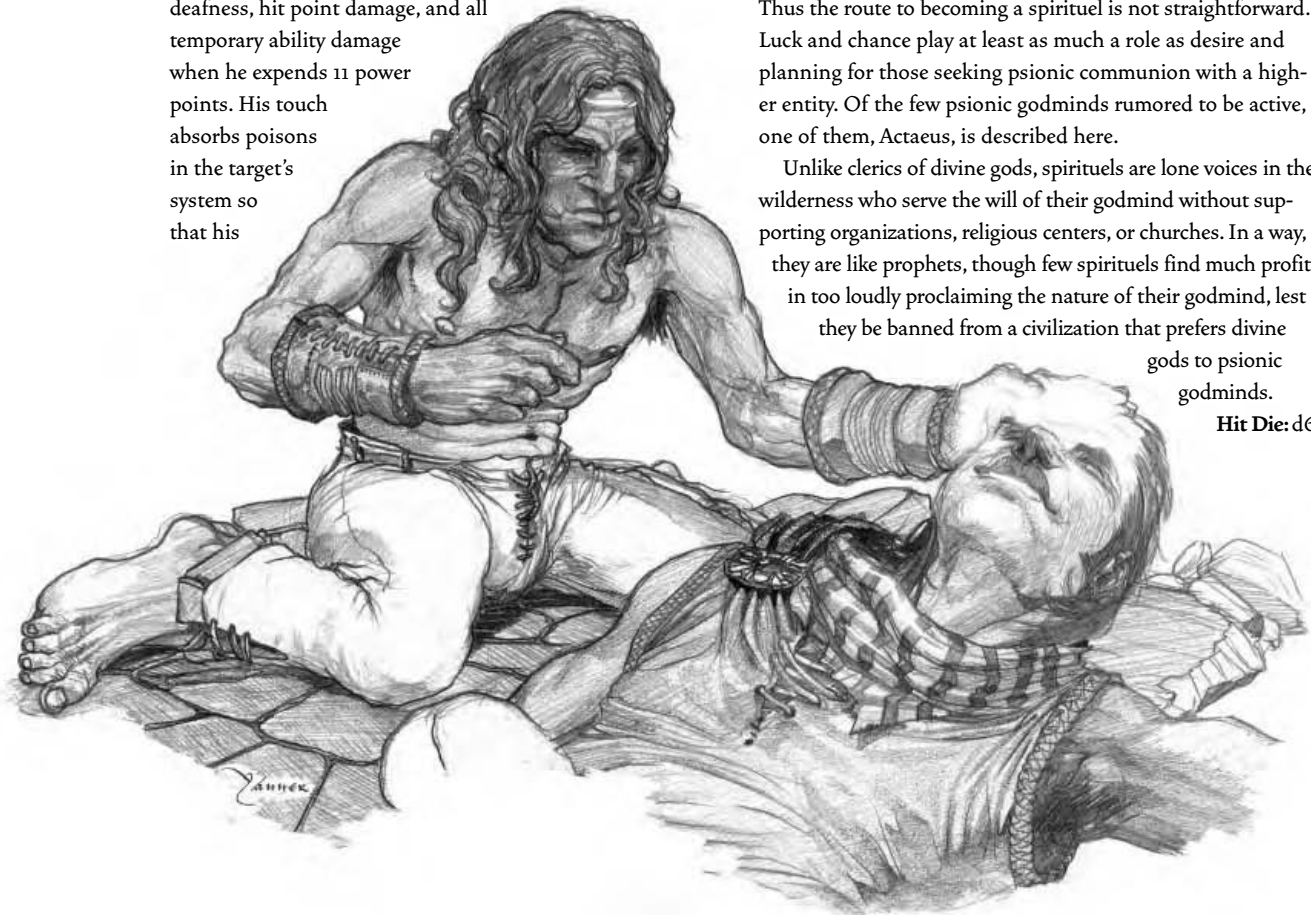 deafness, hit point damage, and all
temporary ability damage
when he expends 11 power
points. His touch
absorbs poisons
in the target’s
system so
that his
Thus the route to becoming a spirituel is not straightforward.
Luck and chance play at least as much a role as desire and
planning for those seeking psionic communion with a high-
er entity. Of the few psionic godminds rumored to be active,
one of them, Actaeus, is described here.
Unlike clerics of divine gods, spirituels are lone voices in the
wilderness who serve the will of their godmind without sup-
porting organizations, religious centers, or churches. In a way,
they are like prophets, though few spirituels find much profit
in too loudly proclaiming the nature of their godmind, lest
they be banned from a civilization that prefers divine
gods to psionic
godminds.
Hit Die: d6